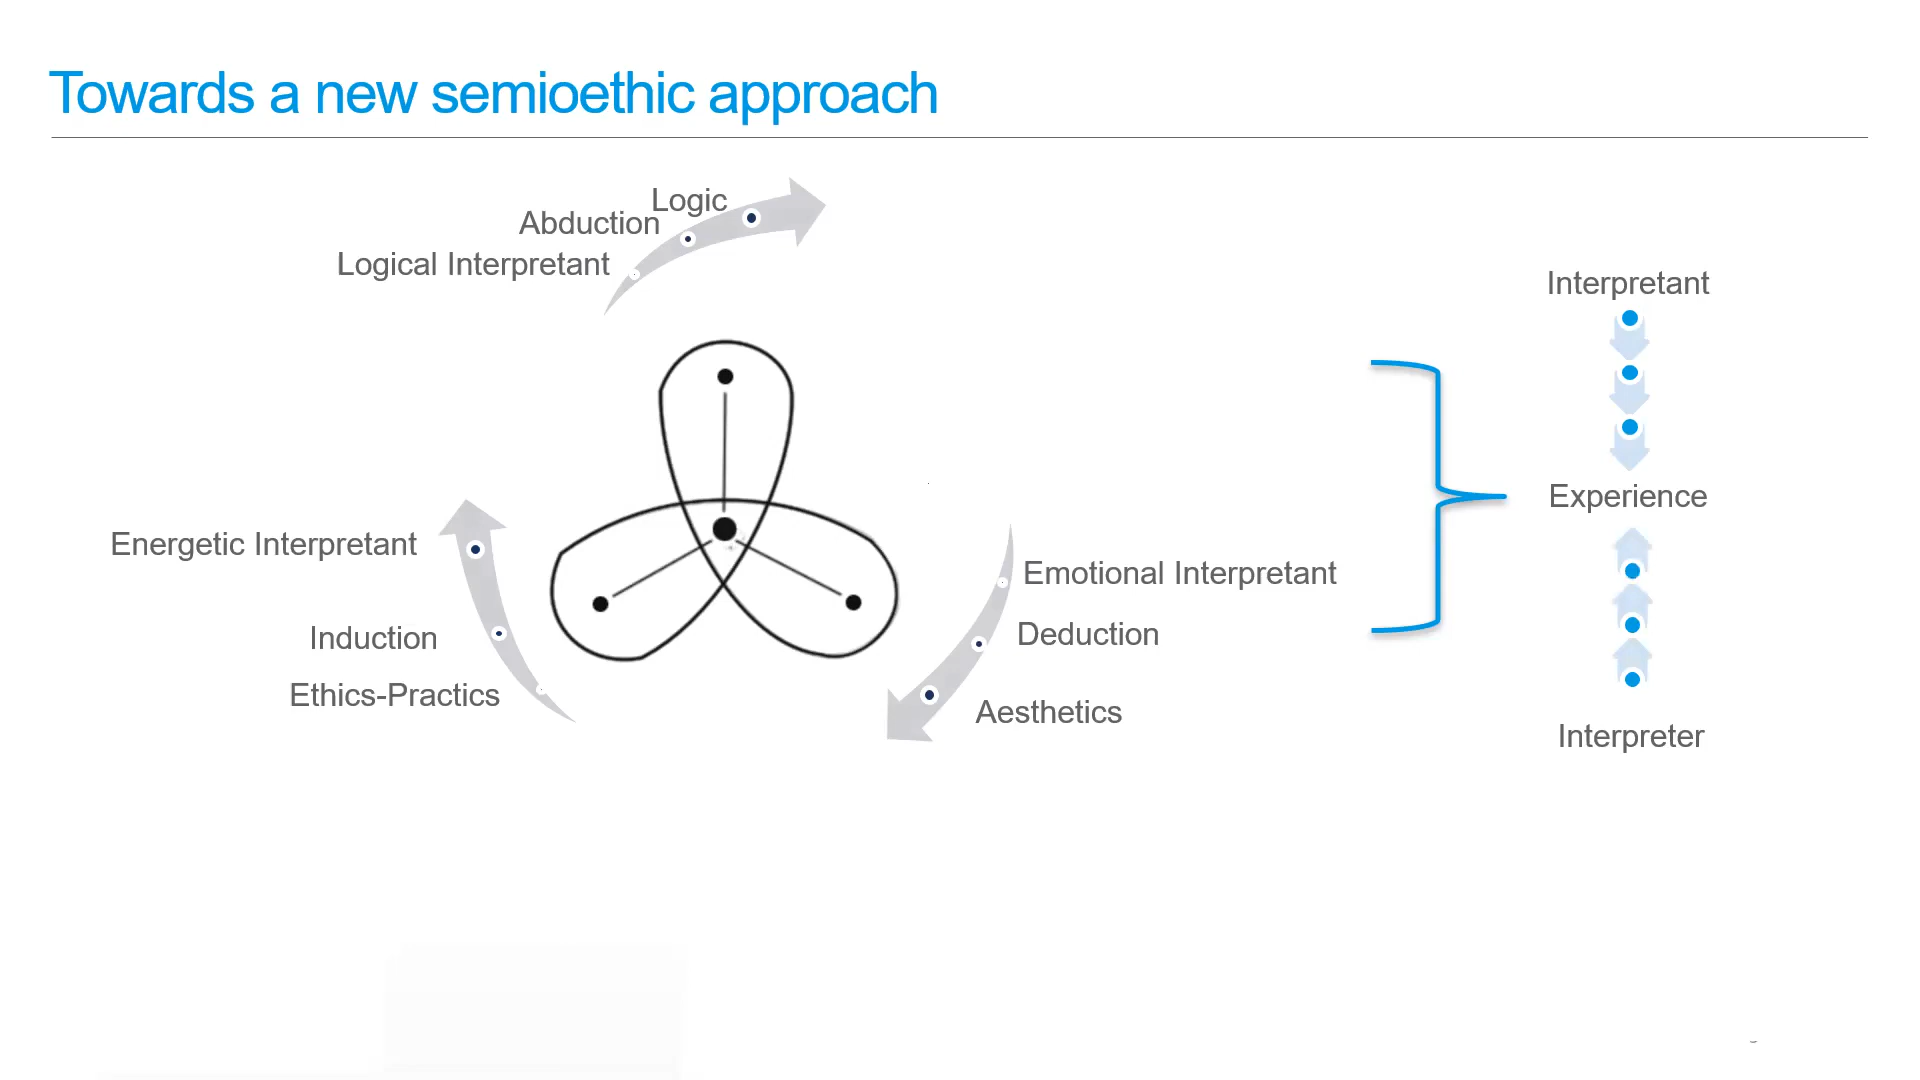 Towards a new semioethic approach
Logic
Abduction
Logical Interpretant
Energetic Interpretant
Induction
Ethics-Practics
Emotional Interpretant
Deduction
Aesthetics
Interpretant
Experience
Interpreter